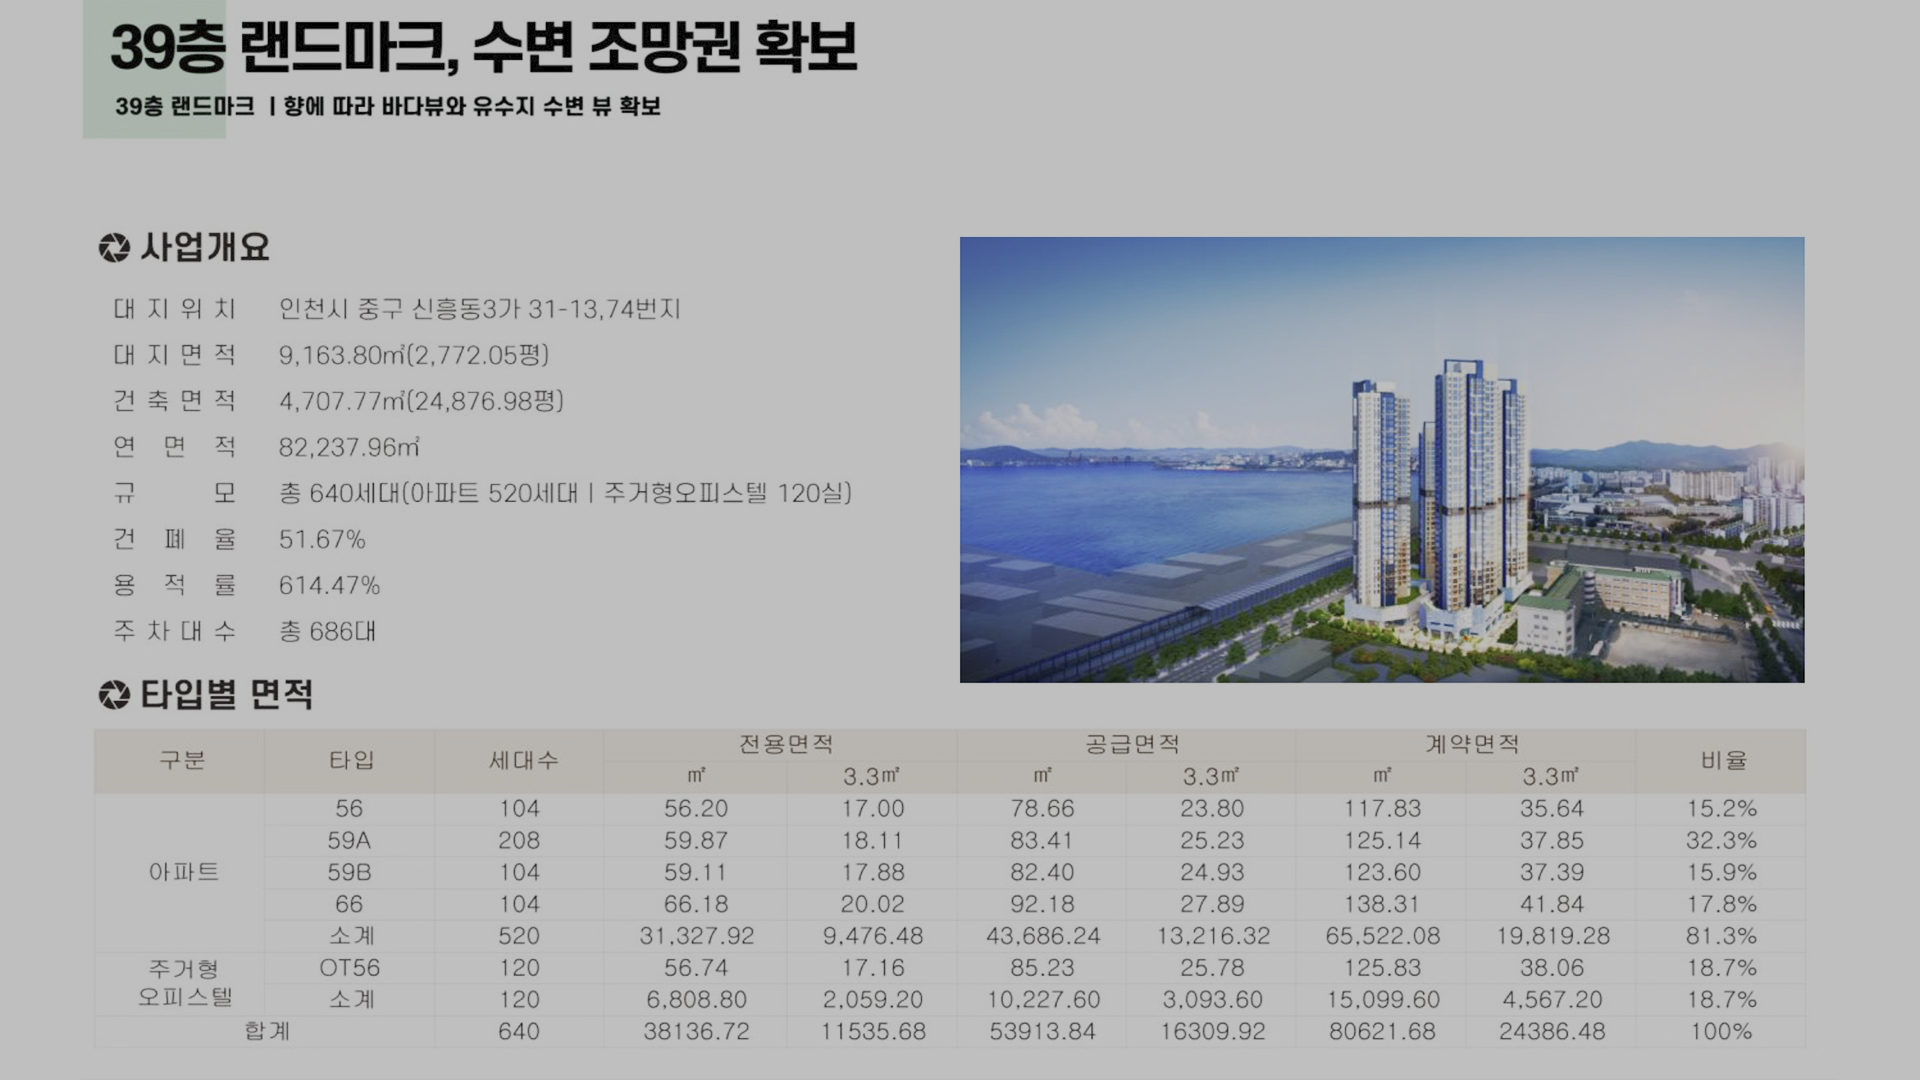 39층 랜드마크, 수변 조망권 확보
39층 랜드마크 ㅣ향에 따라 바다뷰와 유수지 수변 뷰 확보
사업개요
대지위치 인천시 중구 신흥동3가 31-13,74번지
대지면적 9,163.80㎡(2,772.05평)
건축면적 4,707.77㎡(24,876.98평)
연면적 82,237.96㎡
규모 총 640세대(아파트 520세대ㅣ주거형오피스텔 120실)
건폐율 51.67%
용적률 614.47%
주차대수 총 686대
타입별 면적
구분 타입 세대수 전용면적 공급면적 계약면적 비율
㎡ 3.3㎡ ㎡ 3.3㎡ ㎡ 3.3㎡
56 104 56.20 17.00 78.66 23.80 117.83 35.64 15.2%
59A 208 59.87 18.11 83.41 25.23 125.14 37.85 32.3%
아파트 59B 104 59.11 17.88 82.40 24.93 123.60 37.39 15.9%
66 104 66.18 20.02 92.18 27.89 138.31 41.84 17.8%
소계 520 31,327.92 9,476.48 43,686.24 13,216.32 65,522.08 19,819.28 81.3%
주거형 OT56 120 56.74 17.16 85.23 25.78 125.83 38.06 18.7%
오피스텔 소계 120 6,808.80 2,059.20 10,227.60 3,093.60 15,099.60 4,567.20 18.7%
합계 640 38136.72 11535.68 53913.84 16309.92 80621.68 24386.48 100%